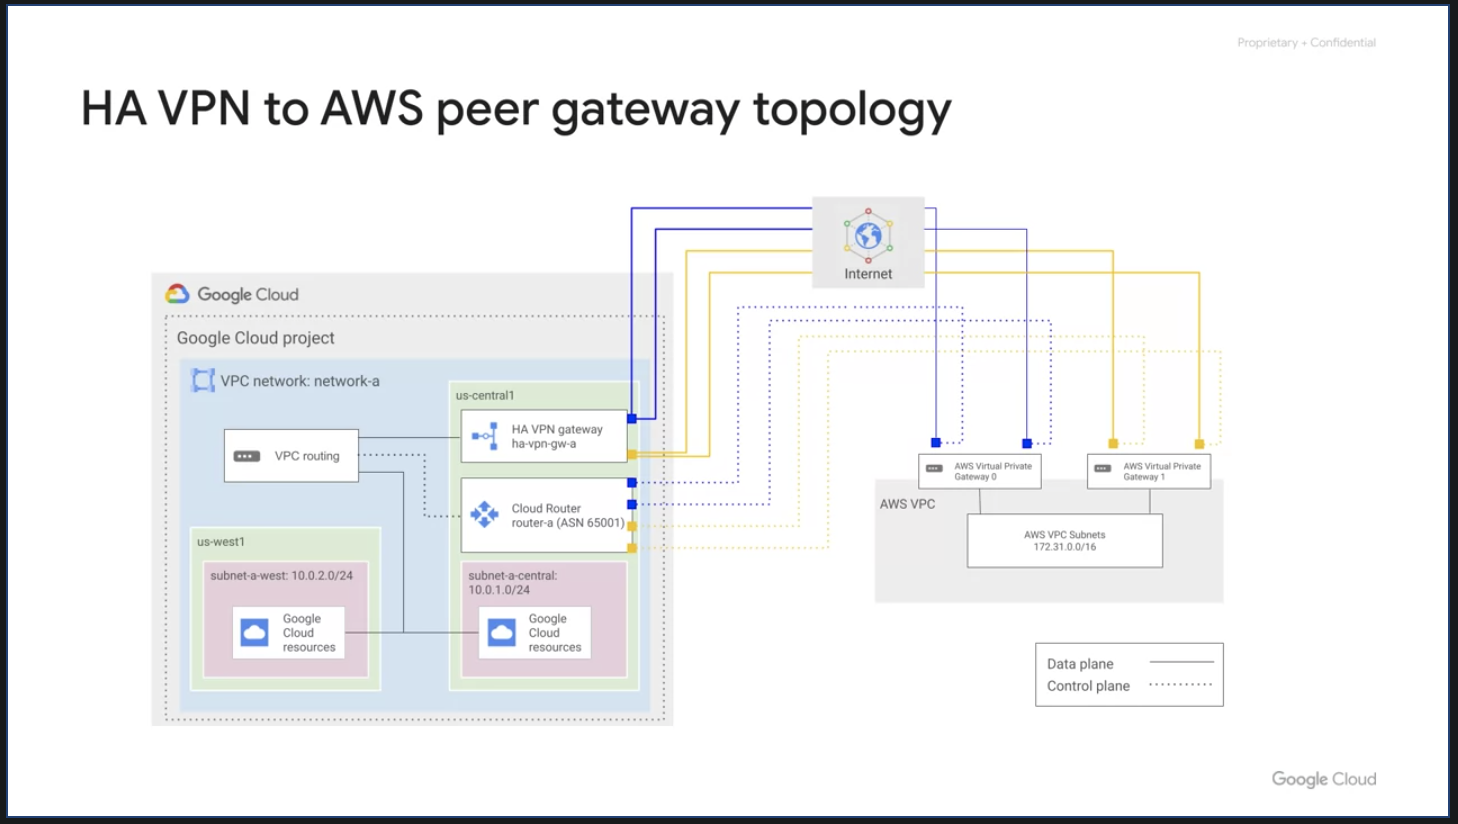 Proprietary + Confidential
HA VPN to AWS peer gateway topology
Internet
Google Cloud
Google Cloud project
VPC network: network-a
us-central1
HA VPN gateway
ha-vpn-gw-a
VPC routing
Cloud Router
router-a (ASN 65001)
us-west1
subnet-a-west: 10.0.2.0/24
Google
Cloud
resources
subnet-a-central:
10.0.1.0/24
Google
Cloud
resources
AWS Virtual Private
Gateway 0
AWS Virtual Private
Gateway 1
AWS VPC
AWS VPC Subnets
172.31.0.0/16
Data plane
Control plane
Google Cloud